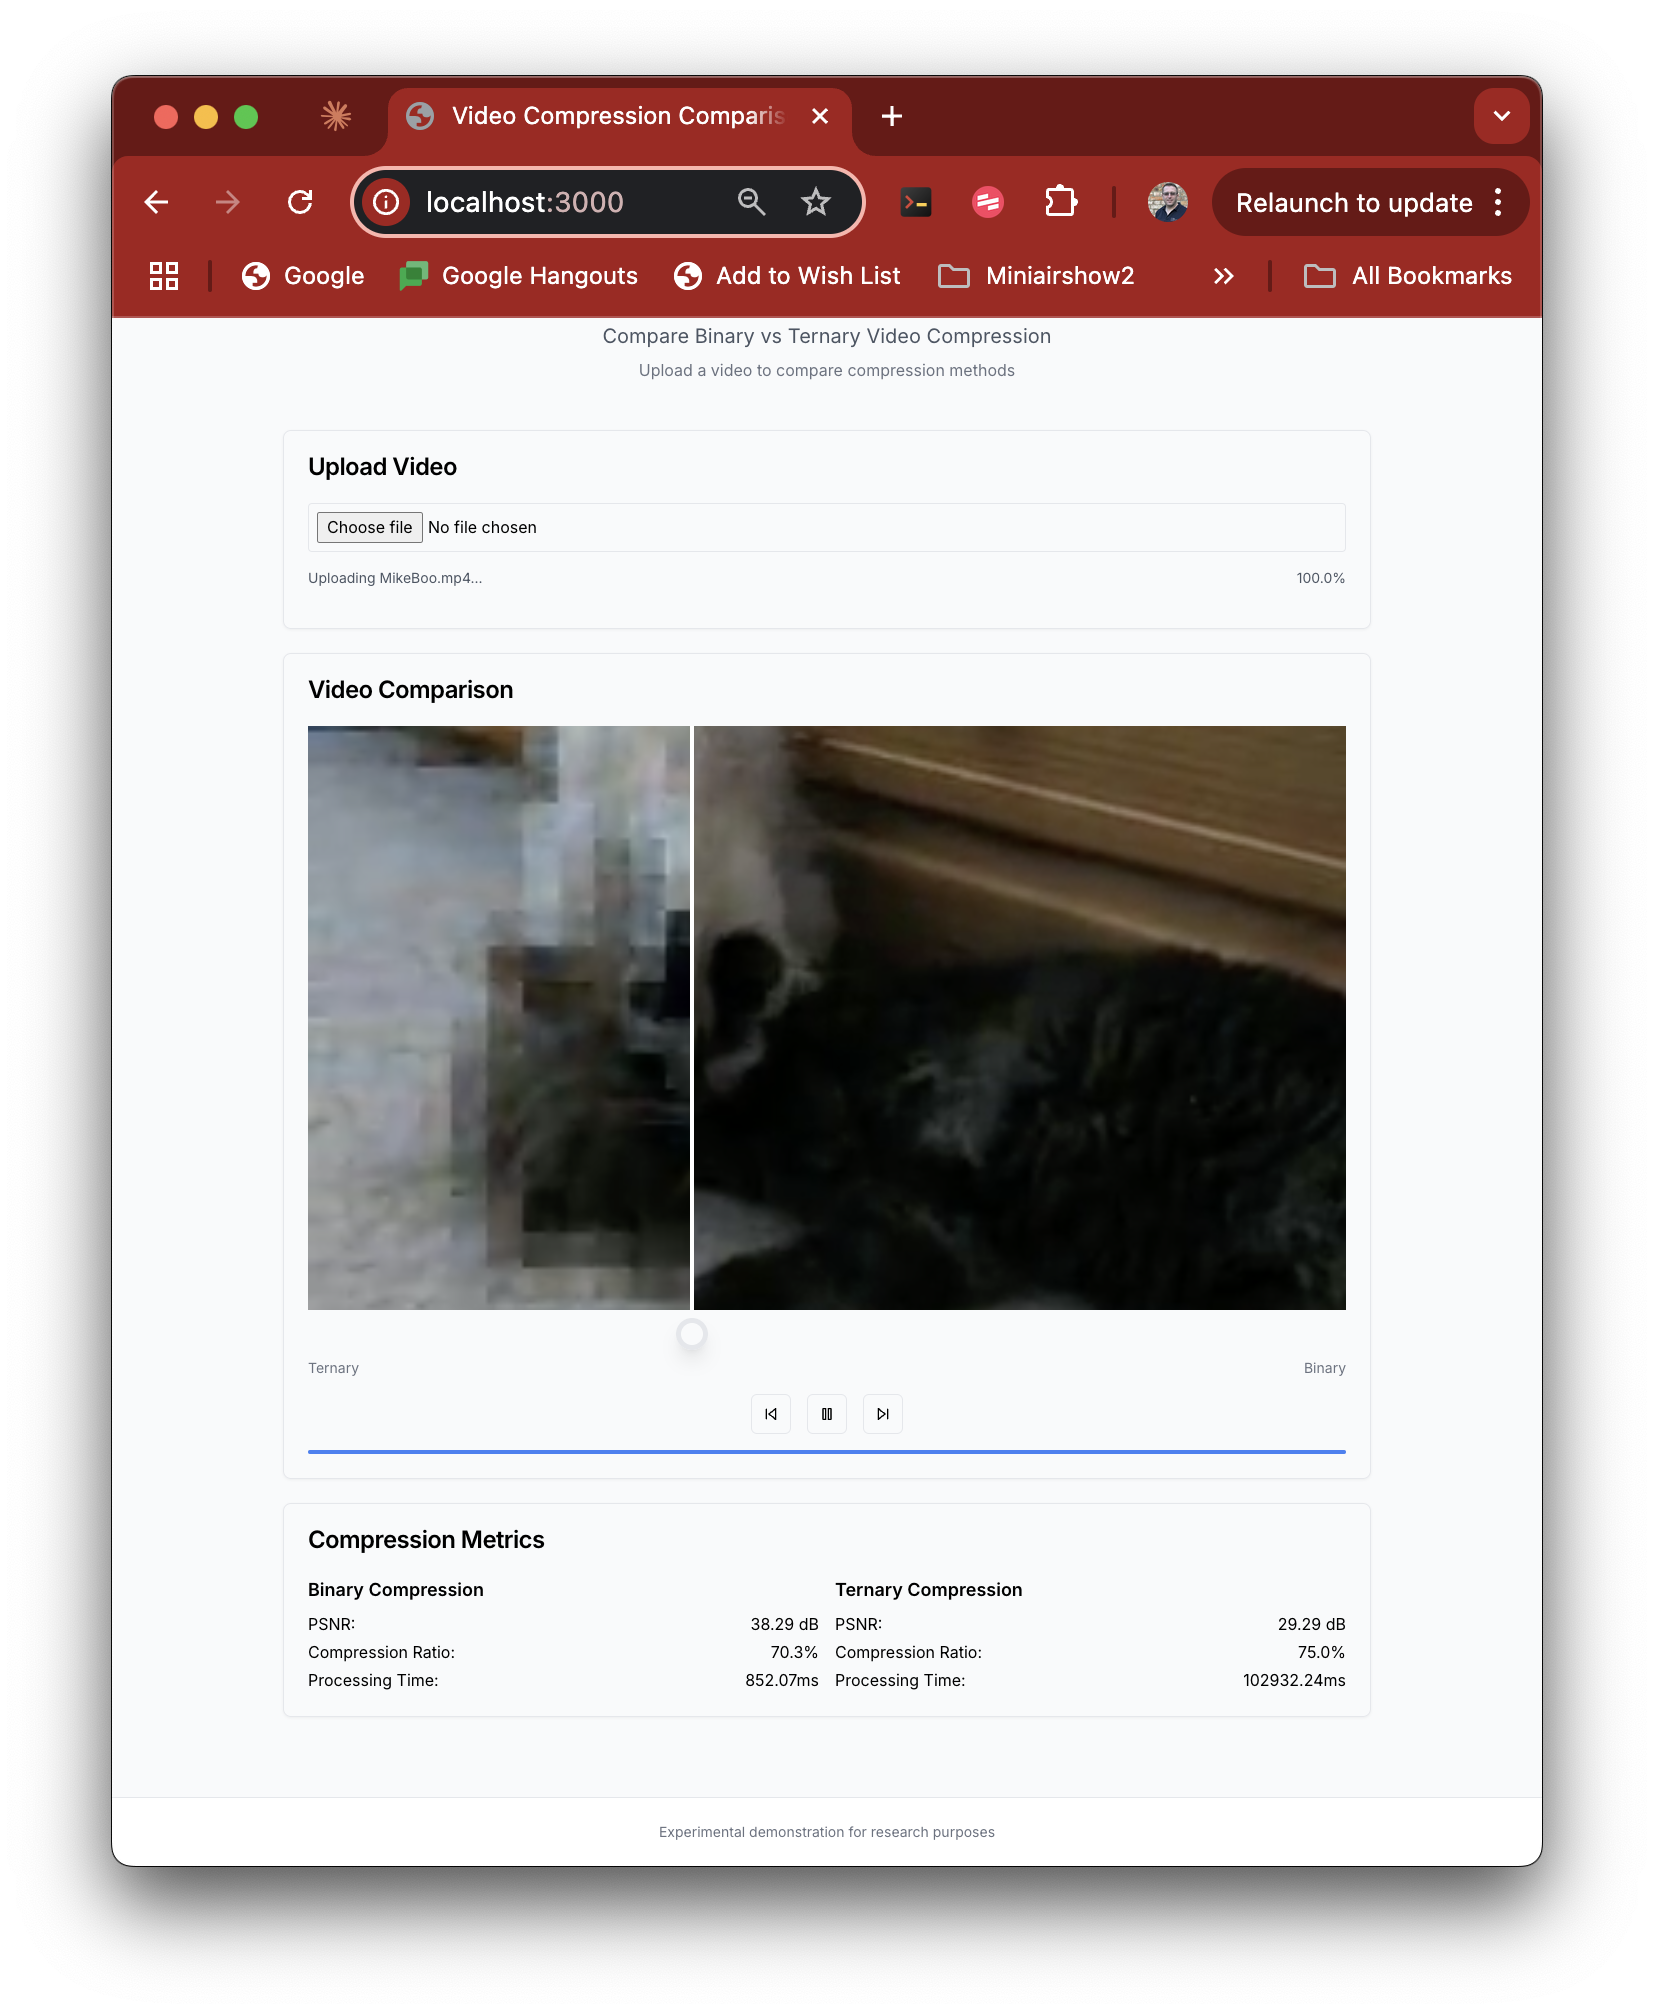 Video Compression Comparis
localhost:3000
Relaunch to update
Google
Google Hangouts
Add to Wish List
Miniairshow2
All Bookmarks
Compare Binary vs Ternary Video Compression
Upload a video to compare compression methods
Upload Video
Choose file No file chosen
Uploading MikeBoo.mp4... 100.0%
Video Comparison
Ternary Binary
Compression Metrics
Binary Compression
PSNR: 38.29 dB
Compression Ratio: 70.3%
Processing Time: 852.07ms
Ternary Compression
PSNR: 29.29 dB
Compression Ratio: 75.0%
Processing Time: 102932.24ms
Experimental demonstration for research purposes